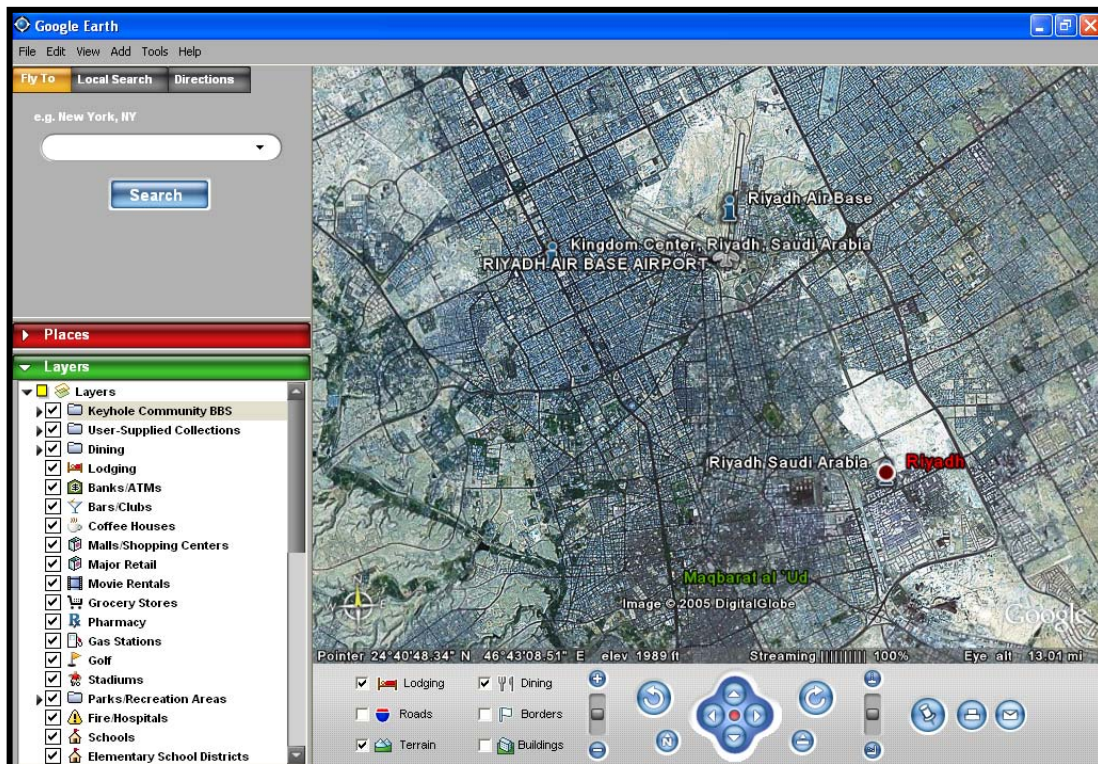 Google Earth
File Edit View Add Tools Help
Fly To Local Search Directions
e.g. New York, NY
Search
Places
Layers
Layers
Keyhole Community BBS
User-Supplied Collections
Dining
Lodging
Banks/ATMs
Bars/Clubs
Coffee Houses
Malls/Shopping Centers
Major Retail
Movie Rentals
Grocery Stores
Pharmacy
Gas Stations
Golf
Stadiums
Parks/Recreation Areas
Fire/Hospitals
Schools
Elementary School Districts
Riyadh Air Base
Kingdom Center, Riyadh, Saudi Arabia
RIYADH AIR BASE AIRPORT
Riyadh,Saudi Arabia Riyadh
Maqbarat al 'Ud
Image © 2005 DigitalGlobe
Google
Pointer 24°40'48.34" N 46°43'08.51" E elev 1989 ft Streaming 100% Eye alt 13.01 mi
Lodging Dining
Roads Borders
Terrain Buildings
N